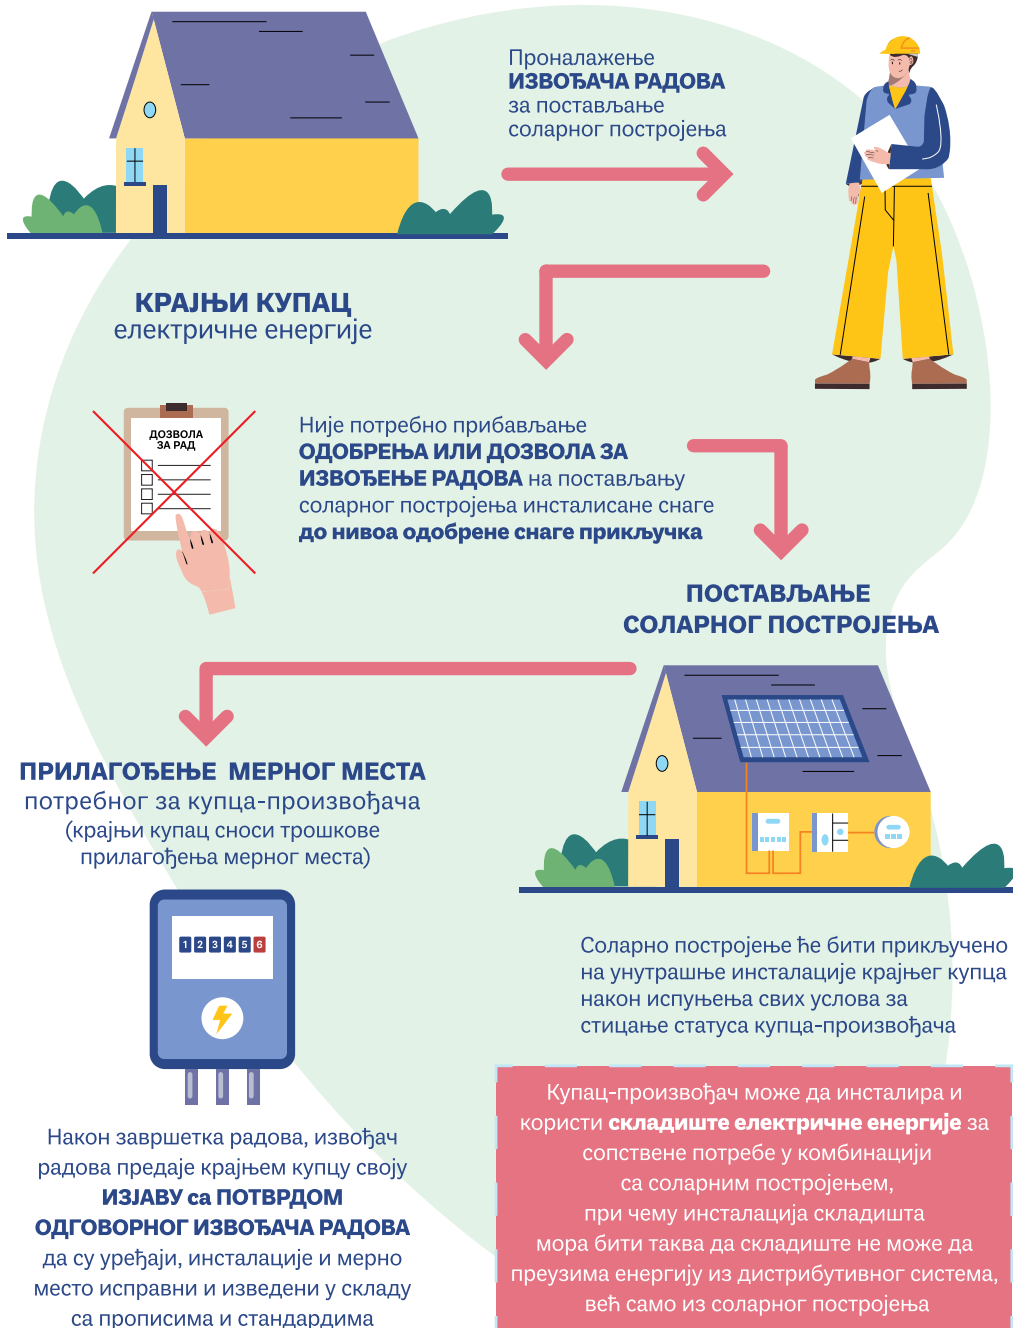 Проналажење
ИЗВОЂАЧА РАДОВА
за постављање
соларног постројења
КРАЈЊИ КУПАЦ
електричне енергије
ДОЗВОЛА
ЗА РАД
Није потребно прибављање
ОДОБРЕЊА ИЛИ ДОЗВОЛА ЗА
ИЗВОЂЕЊЕ РАДОВА на постављању
соларног постројења инсталисане снаге
до нивоа одобрене снаге прикључка
ПОСТАВЉАЊЕ
СОЛАРНОГ ПОСТРОЈЕЊА
ПРИЛАГОЂЕЊЕ МЕРНОГ МЕСТА
потребног за купца-произвођача
(крајњи купац сноси трошкове
прилагођења мерног места)
1 2 3 4 5 6
Соларно постројење ће бити прикључено
на унутрашње инсталације крајњег купца
након испуњења свих услова за
стицање статуса купца-произвођача
Након завршетка радова, извођач
радова предаје крајњем купцу своју
ИЗЈАВУ са ПОТВРДОМ
ОДГОВОРНОГ ИЗВОЂАЧА РАДОВА
да су уређаји, инсталације и мерно
место исправни и изведени у складу
са прописима и стандардима
Купац-произвођач може да инсталира и
користи складиште електричне енергије за
сопствене потребе у комбинацији
са соларним постројењем,
при чему инсталација складишта
мора бити таква да складиште не може да
преузима енергију из дистрибутивног система,
већ само из соларног постројења